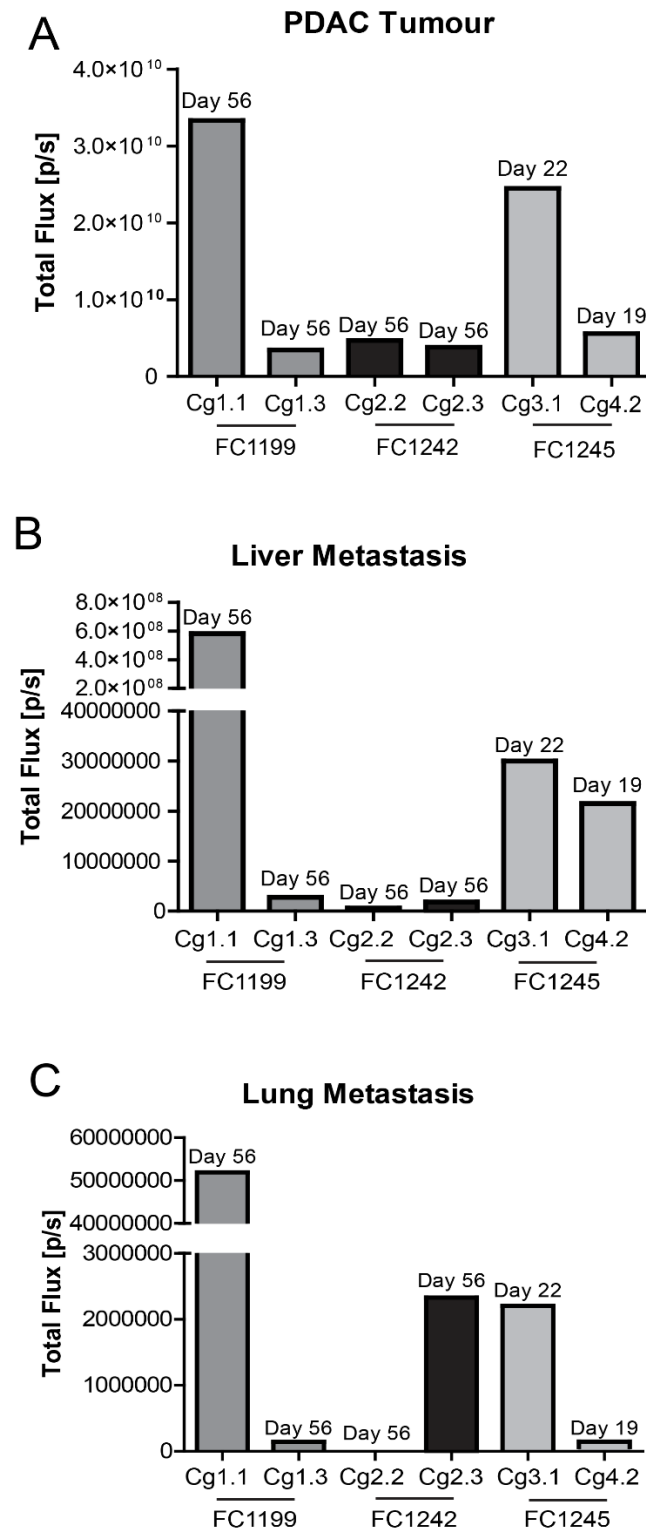 A
PDAC Tumour
Total Flux [p/s]
4.0×10 10
3.0×10 10
2.0×10 10
1.0×10 10
0
Day 56
Day 56
Day 56
Day 56
Day 22
Day 19
Cg1.1 Cg1.3 Cg2.2 Cg2.3 Cg3.1 Cg4.2
FC1199 FC1242 FC1245
B
Liver Metastasis
Total Flux [p/s]
8.0×10 08
6.0×10 08
4.0×10 08
2.0×10 08
40000000
30000000
20000000
10000000
0
Day 56
Day 56
Day 56
Day 56
Day 22
Day 19
Cg1.1 Cg1.3 Cg2.2 Cg2.3 Cg3.1 Cg4.2
FC1199 FC1242 FC1245
C
Lung Metastasis
Total Flux [p/s]
60000000
50000000
40000000
3000000
2000000
1000000
0
Day 56
Day 56
Day 56
Day 56
Day 22
Day 19
Cg1.1 Cg1.3 Cg2.2 Cg2.3 Cg3.1 Cg4.2
FC1199 FC1242 FC1245